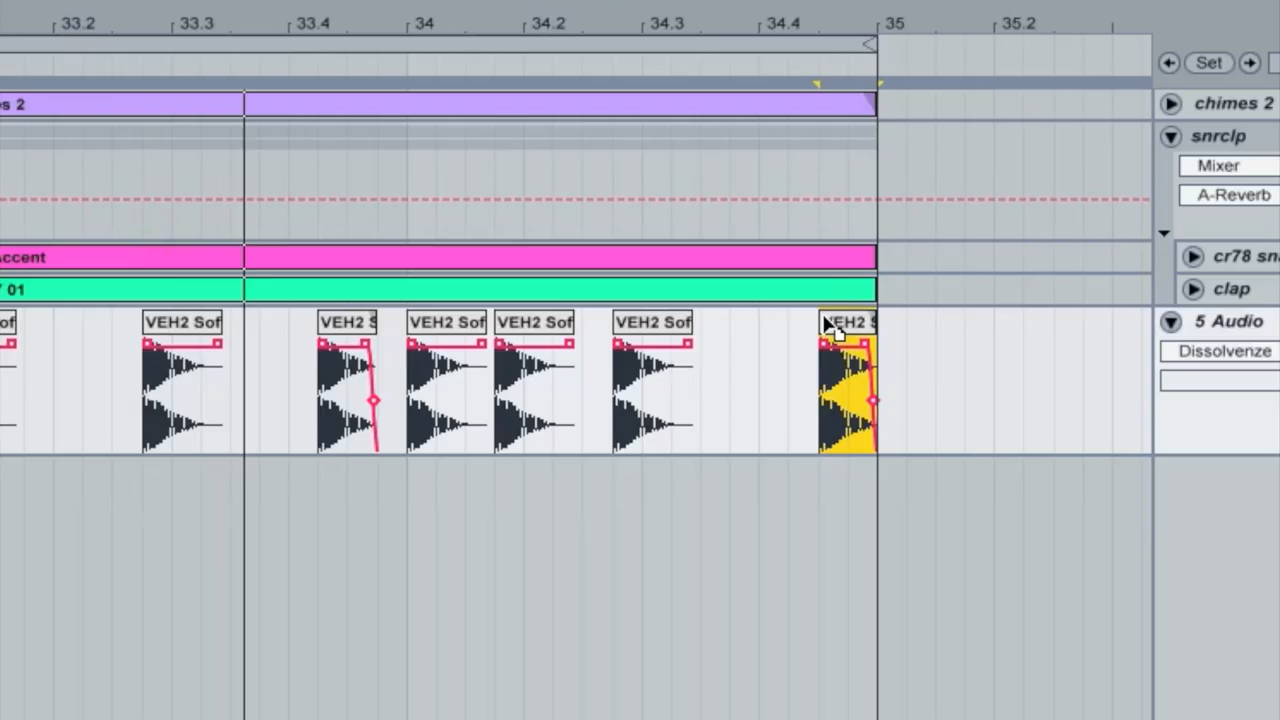 33.2 33.3 33.4 34 34.2 34.3 34.4 35 35.2
Set
s 2
chimes 2
snrclp
Mixer
A-Reverb
Accent
cr78 sn
01
clap
of VEH2 Sof VEH2 S VEH2 Sof VEH2 Sof VEH2 Sof VEH2 S
5 Audio
Dissolvenze